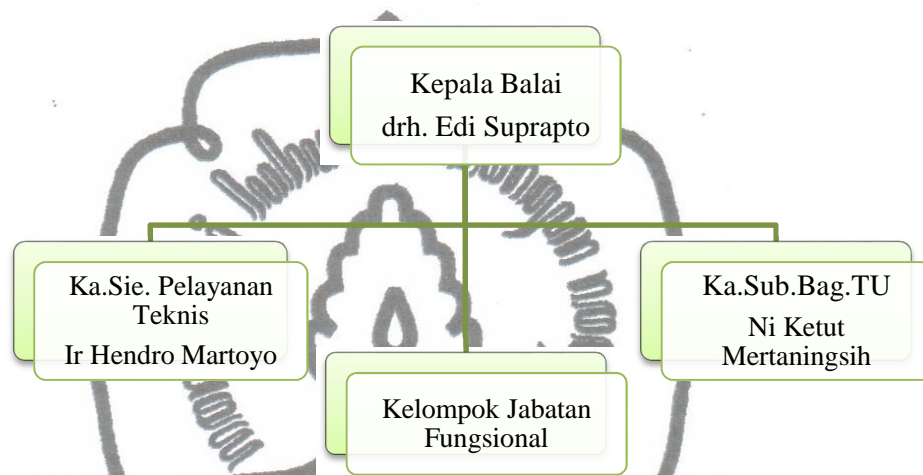 Kepala Balai
drh. Edi Suprapto
Ka.Sie. Pelayanan
Teknis
Ir Hendro Martoyo
Ka.Sub.Bag.TU
Ni Ketut
Mertaningsih
Kelompok Jabatan
Fungsional